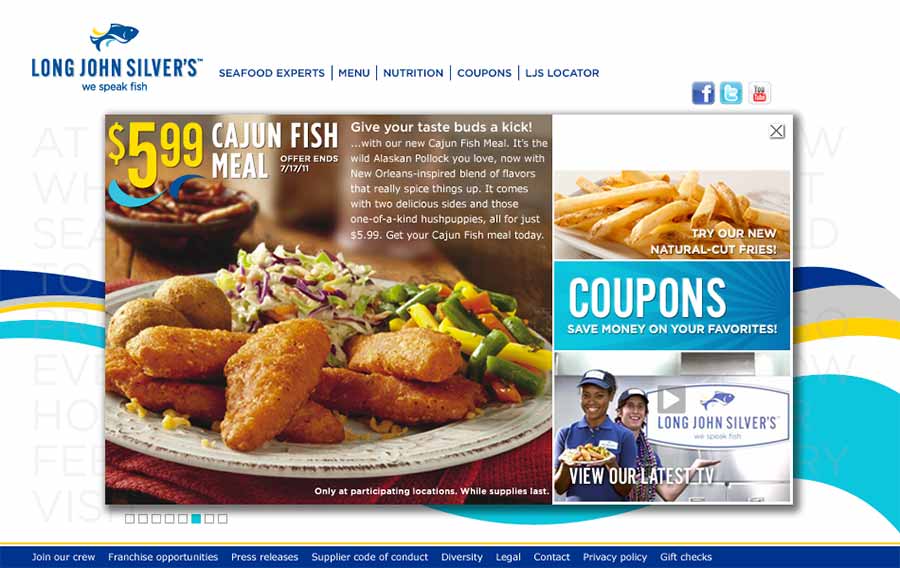 LONG JOHN SILVER'S™
we speak fish
SEAFOOD EXPERTS | MENU | NUTRITION | COUPONS | LJS LOCATOR
You
Tube
$5.99 CAJUN FISH
MEAL OFFER ENDS
7/17/11
Give your taste buds a kick!
...with our new Cajun Fish Meal. It's the
wild Alaskan Pollock you love, now with
New Orleans-inspired blend of flavors
that really spice things up. It comes
with two delicious sides and those
one-of-a-kind hushpuppies, all for just
$5.99. Get your Cajun Fish meal today.
Only at participating locations. While supplies last.
TRY OUR NEW
NATURAL-CUT FRIES!
COUPONS
SAVE MONEY ON YOUR FAVORITES!
LONG JOHN SILVER'S
we speak fish
VIEW OUR LATEST TV
Join our crew Franchise opportunities Press releases Supplier code of conduct Diversity Legal Contact Privacy policy Gift checks